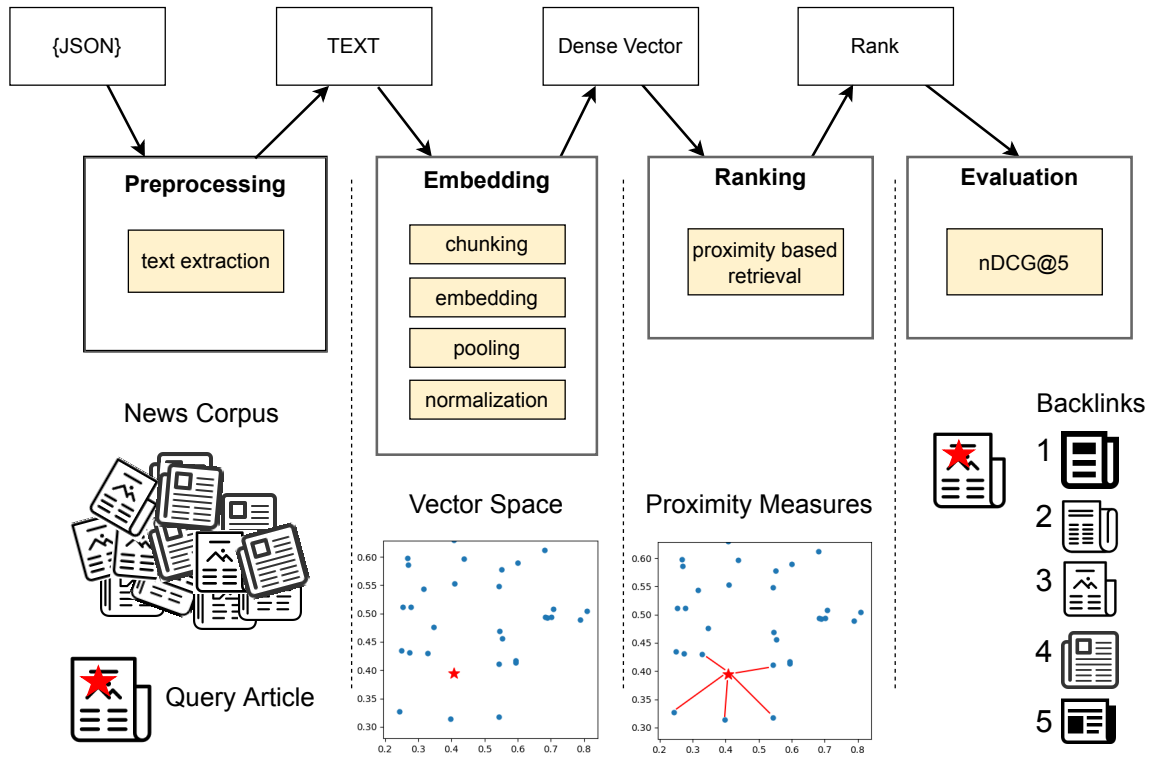 {JSON}
TEXT
Dense Vector
Rank
Preprocessing
text extraction
Embedding
chunking
embedding
pooling
normalization
Ranking
proximity based
retrieval
Evaluation
nDCG@5
News Corpus
Query Article
Vector Space
0.60
0.55
0.50
0.45
0.40
0.35
0.30
0.2 0.3 0.4 0.5 0.6 0.7 0.8
Proximity Measures
0.60
0.55
0.50
0.45
0.40
0.35
0.30
0.2 0.3 0.4 0.5 0.6 0.7 0.8
Backlinks
1
2
3
4
5